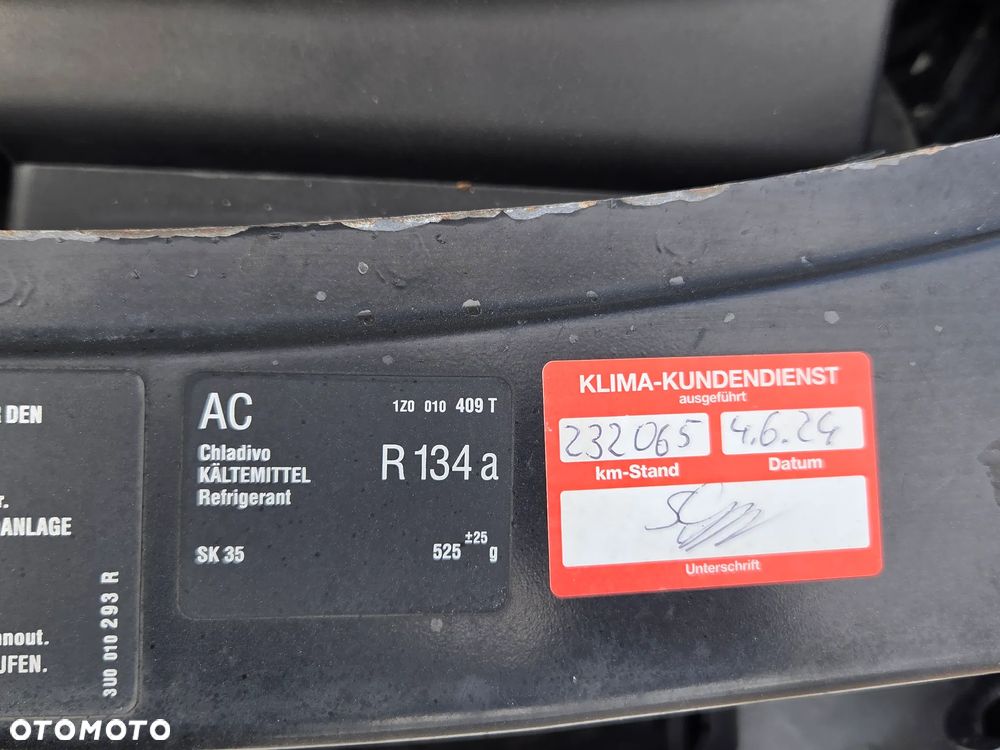 R DEN
r.
ANLAGE
nnout.
UFEN.
3U0 010 293 R
AC
1Z0 010 409 T
Chladivo
KÄLTEMITTEL
Refrigerant
R 134 a
SK 35
525 ±25 g
KLIMA-KUNDENDIENST
ausgeführt
232065
4.6.24
km-Stand
Datum
Unterschrift
OTOMOTO